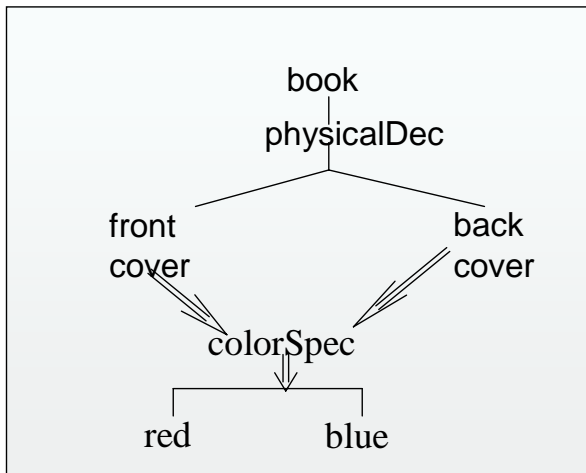 book
physicalDec
front
cover
back
cover
colorSpec
red
blue